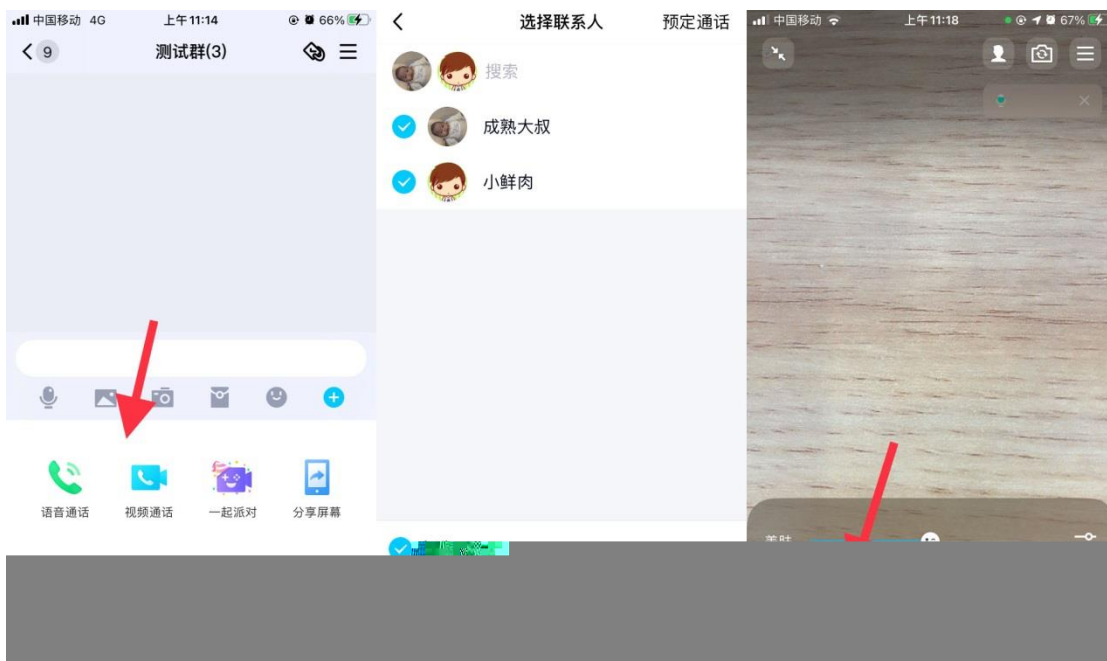 中国移动 4G 上午11:14 66%
9 测试群(3)
语音通话 视频通话 一起派对 分享屏幕
选择联系人 预定通话
搜索
成熟大叔
小鲜肉
中国移动 上午11:18 67%